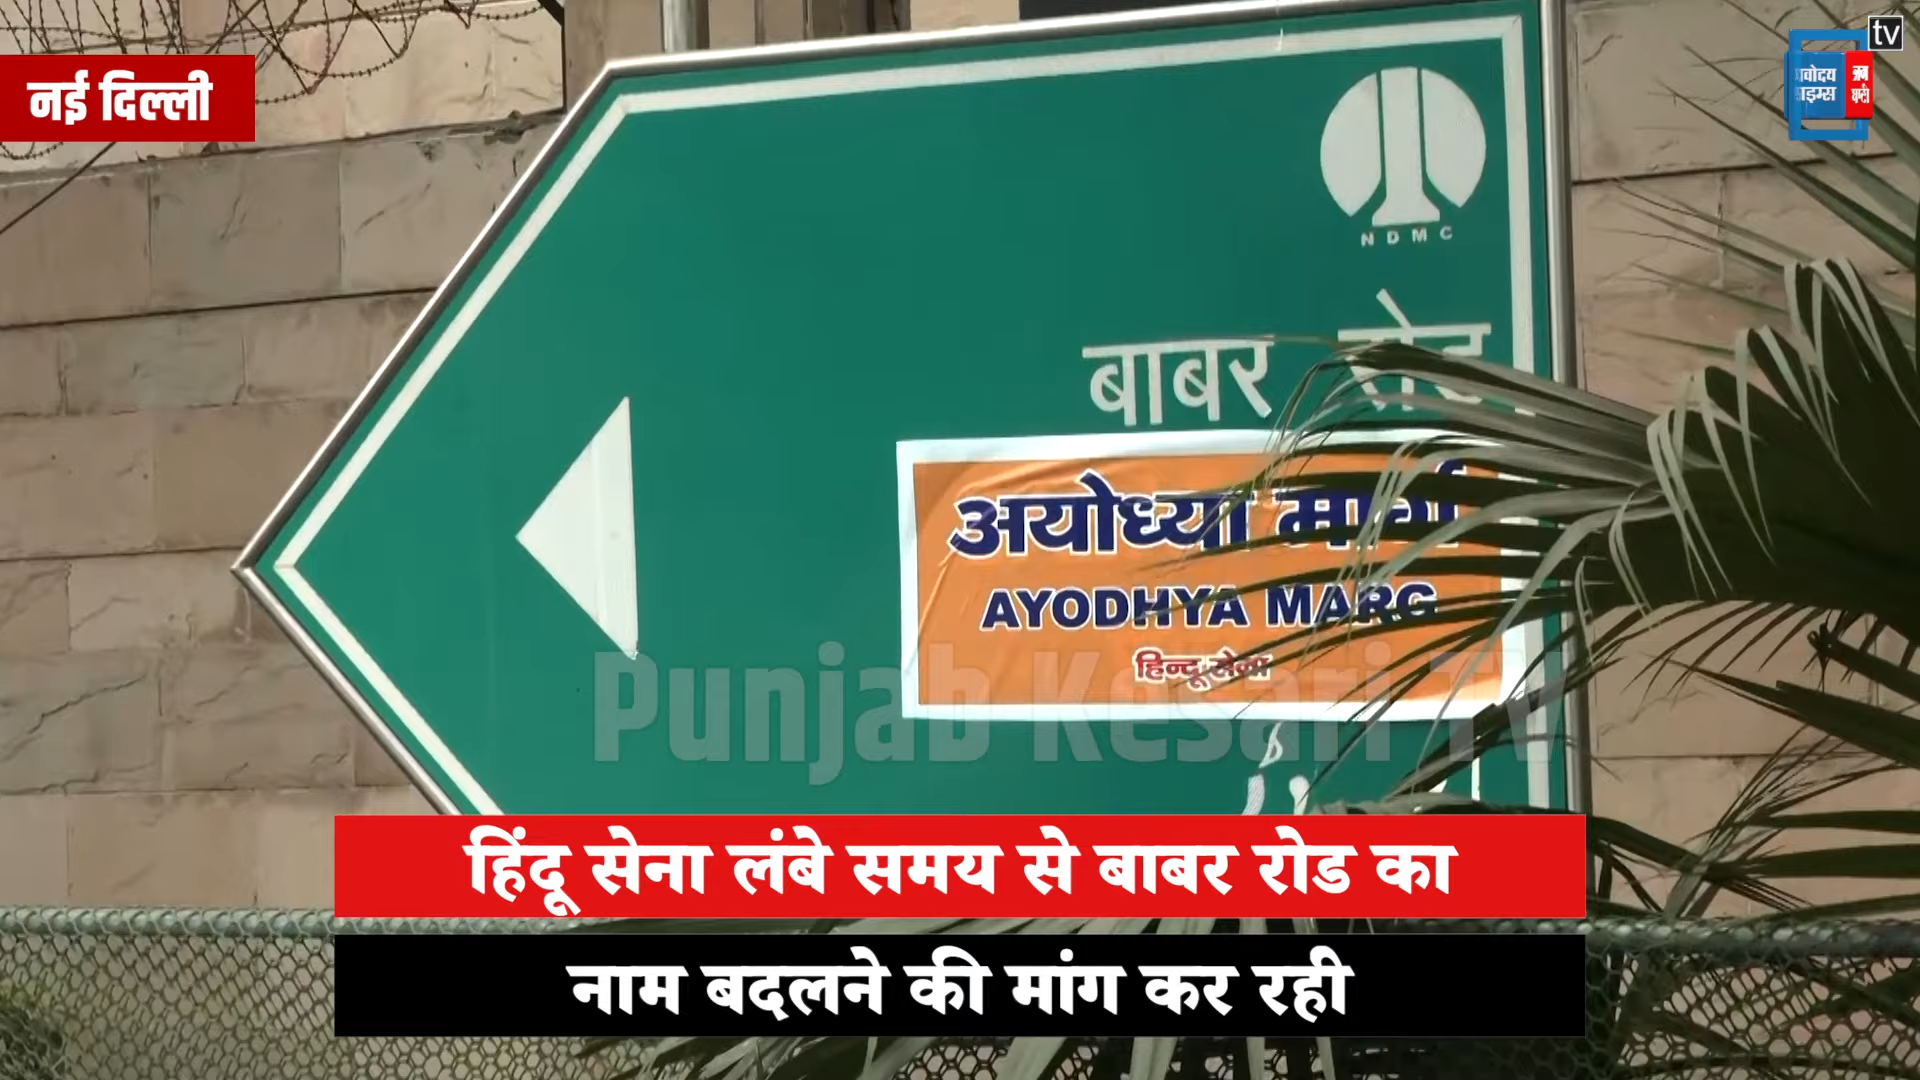 tv
नई दिल्ली
NDMC
बाबर रोड
अयोध्या मार्ग
AYODHYA MARG
हिन्दू सेना
Punjab Kesari TV
हिंदू सेना लंबे समय से बाबर रोड का
नाम बदलने की मांग कर रही